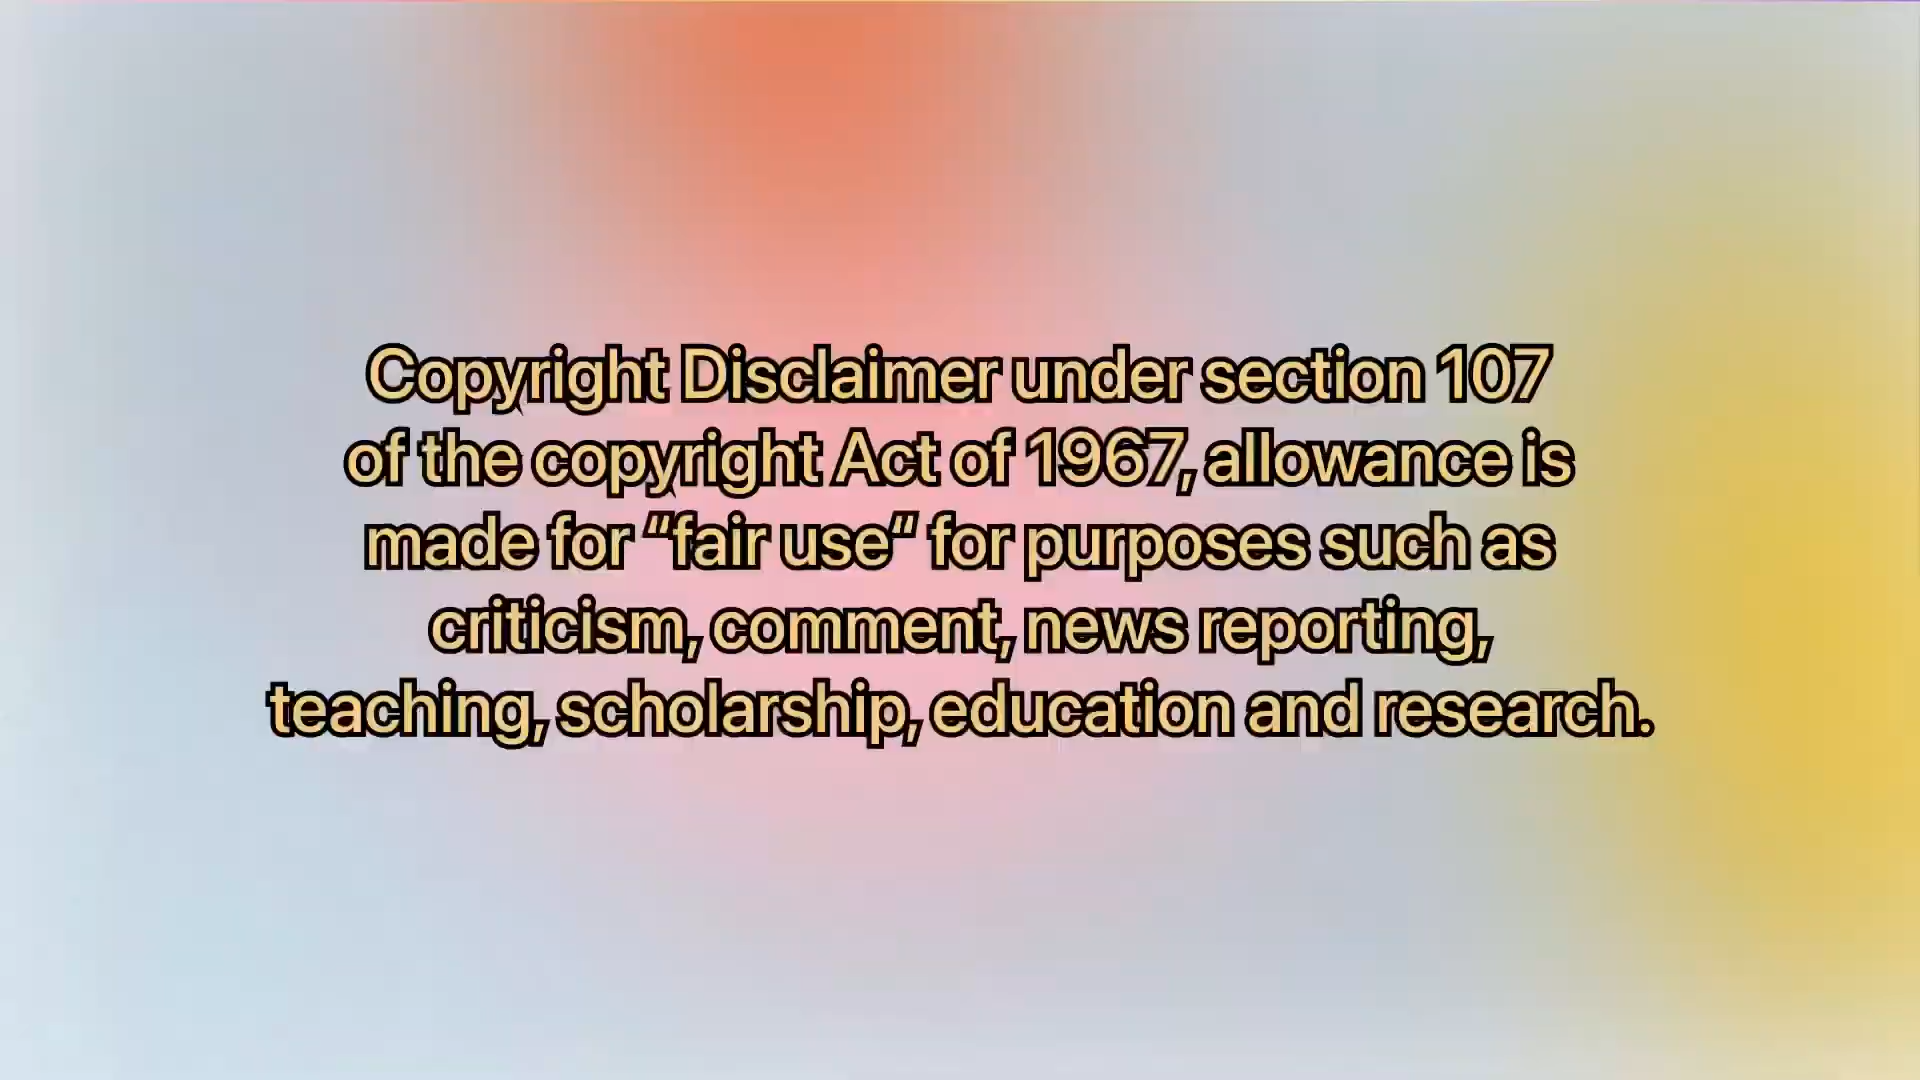 Copyright Disclaimer under section 107
of the copyright Act of 1967, allowance is
made for “fair use“ for purposes such as
criticism, comment, news reporting,
teaching, scholarship, education and research.